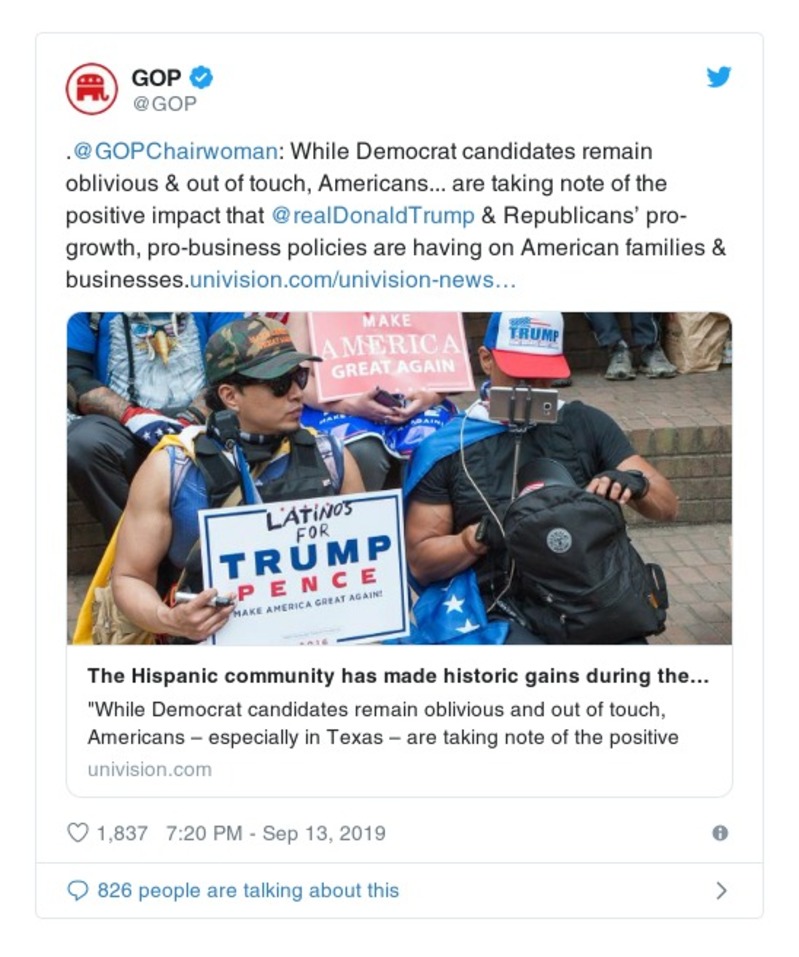 GOP
@GOP
.@GOPChairwoman: While Democrat candidates remain
oblivious & out of touch, Americans... are taking note of the
positive impact that @realDonaldTrump & Republicans’ pro-
growth, pro-business policies are having on American families &
businesses.univision.com/univision-news…
MAKE
AMERICA
GREAT AGAIN
TRUMP
LATINOS
FOR
TRUMP
PENCE
MAKE AMERICA GREAT AGAIN!
The Hispanic community has made historic gains during the...
"While Democrat candidates remain oblivious and out of touch,
Americans – especially in Texas – are taking note of the positive
univision.com
1,837 7:20 PM - Sep 13, 2019
826 people are talking about this